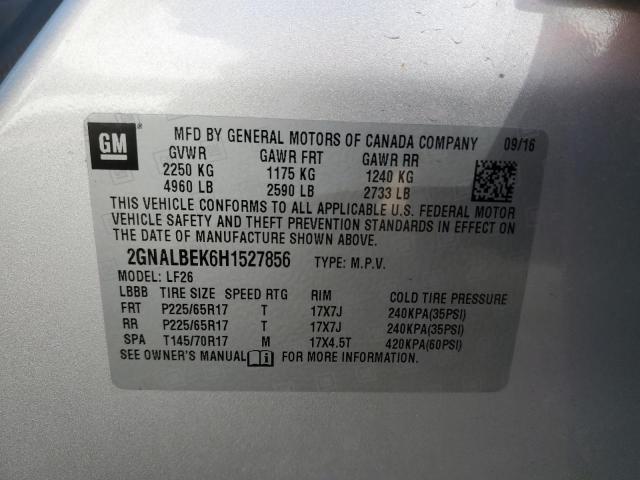 GM ®
MFD BY GENERAL MOTORS OF CANADA COMPANY 09/16
GVWR GAWR FRT GAWR RR
2250 KG 1175 KG 1240 KG
4960 LB 2590 LB 2733 LB
THIS VEHICLE CONFORMS TO ALL APPLICABLE U.S. FEDERAL MOTOR
VEHICLE SAFETY AND THEFT PREVENTION STANDARDS IN EFFECT ON
THE DATE OF MANUFACTURE SHOWN ABOVE.
2GNALBEK6H1527856 TYPE: M.P.V.
MODEL: LF26
LBBB TIRE SIZE SPEED RTG RIM COLD TIRE PRESSURE
FRT P225/65R17 T 17X7J 240KPA(35PSI)
RR P225/65R17 T 17X7J 240KPA(35PSI)
SPA T145/70R17 M 17X4.5T 420KPA(60PSI)
SEE OWNER'S MANUAL FOR MORE INFORMATION.